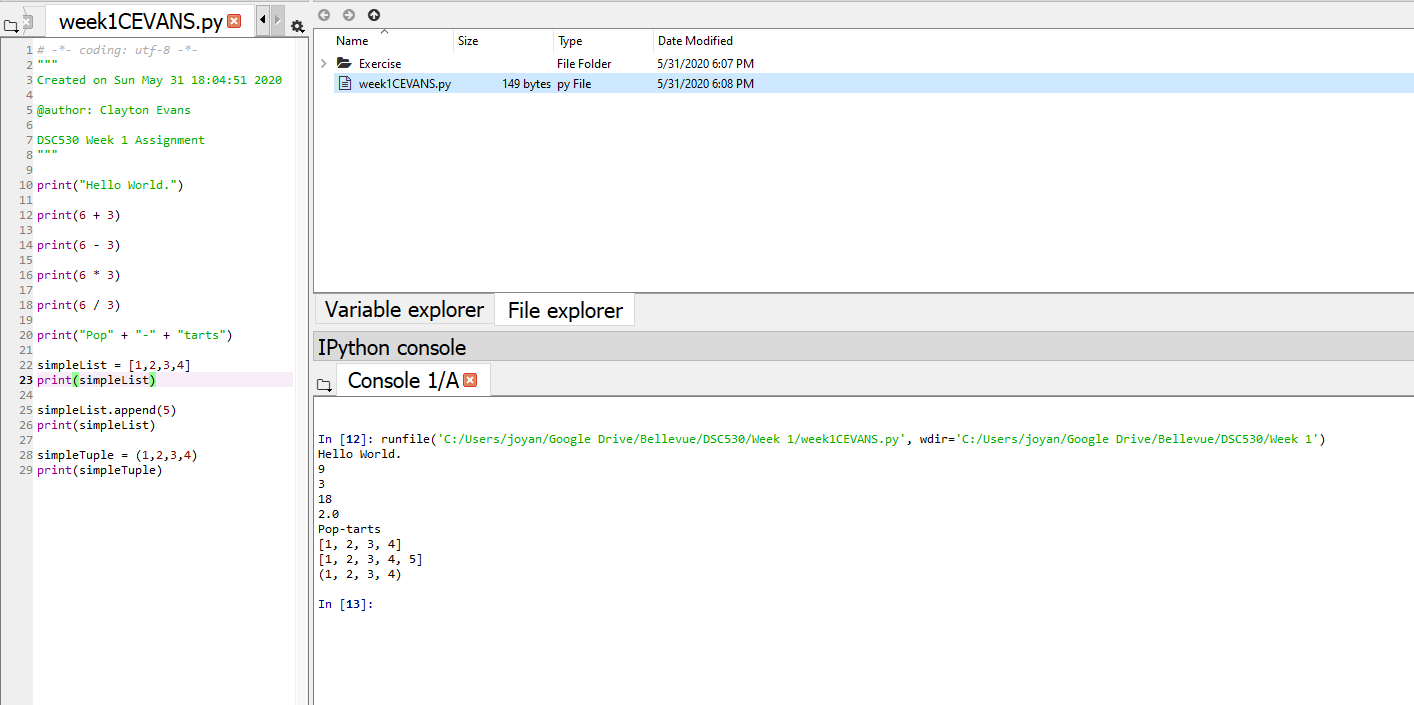 week1CEVANS.py
1 # -*- coding: utf-8 -*-
2 """
3 Created on Sun May 31 18:04:51 2020
4
5 @author: Clayton Evans
6
7 DSC530 Week 1 Assignment
8 """
9
10 print("Hello World.")
11
12 print(6 + 3)
13
14 print(6 - 3)
15
16 print(6 * 3)
17
18 print(6 / 3)
19
20 print("Pop" + "-" + "tarts")
21
22 simpleList = [1,2,3,4]
23 print(simpleList)
24
25 simpleList.append(5)
26 print(simpleList)
27
28 simpleTuple = (1,2,3,4)
29 print(simpleTuple)
Name Size Type Date Modified
Exercise File Folder 5/31/2020 6:07 PM
week1CEVANS.py 149 bytes py File 5/31/2020 6:08 PM
Variable explorer File explorer
IPython console
Console 1/A
In [12]: runfile('C:/Users/joyan/Google Drive/Bellevue/DSC530/Week 1/week1CEVANS.py', wdir='C:/Users/joyan/Google Drive/Bellevue/DSC530/Week 1')
Hello World.
9
3
18
2.0
Pop-tarts
[1, 2, 3, 4]
[1, 2, 3, 4, 5]
(1, 2, 3, 4)
In [13]: